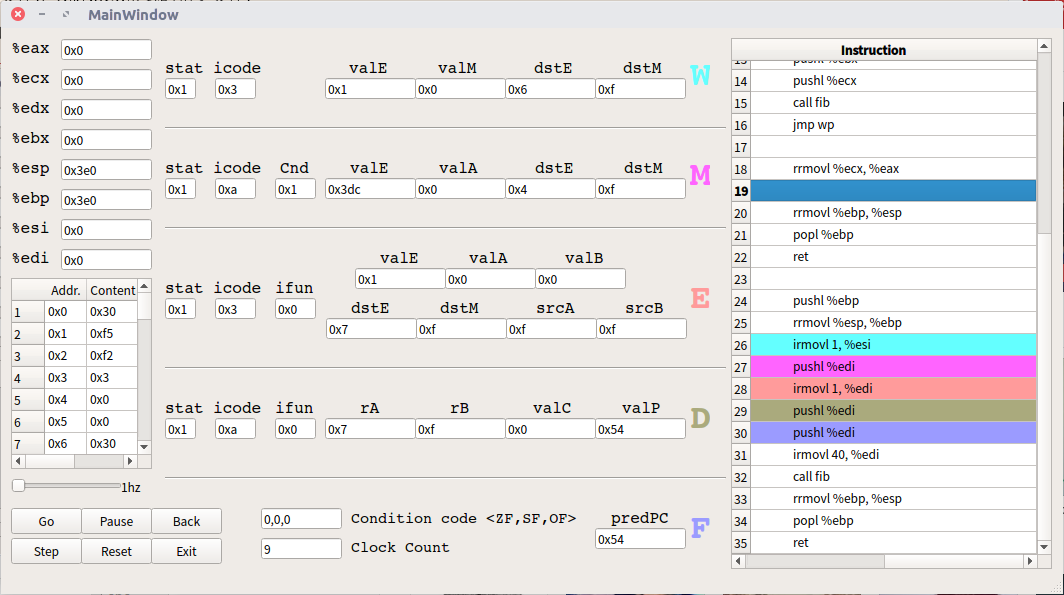 MainWindow
%eax 0x0
%ecx 0x0
%edx 0x0
%ebx 0x0
%esp 0x3e0
%ebp 0x3e0
%esi 0x0
%edi 0x0
Addr. Content
1 0x0 0x30
2 0x1 0xf5
3 0x2 0xf2
4 0x3 0x3
5 0x4 0x0
6 0x5 0x0
7 0x6 0x30
1hz
Go Pause Back
Step Reset Exit
stat icode valE valM dstE dstM W
0x1 0x3 0x1 0x0 0x6 0xf
stat icode Cnd valE valA dstE dstM M
0x1 0xa 0x1 0x3dc 0x0 0x4 0xf
valE valA valB
0x1 0x0 0x0
stat icode ifun E
0x1 0x3 0x0
dstE dstM srcA srcB
0x7 0xf 0xf 0xf
stat icode ifun rA rB valC valP D
0x1 0xa 0x0 0x7 0xf 0x0 0x54
0,0,0 Condition code <ZF,SF,OF> predPC F
9 Clock Count 0x54
Instruction
13 pushl %ebx
14 pushl %ecx
15 call fib
16 jmp wp
17
18 rrmovl %ecx, %eax
19
20 rrmovl %ebp, %esp
21 popl %ebp
22 ret
23
24 pushl %ebp
25 rrmovl %esp, %ebp
26 irmovl 1, %esi
27 pushl %edi
28 irmovl 1, %edi
29 pushl %edi
30 pushl %edi
31 irmovl 40, %edi
32 call fib
33 rrmovl %ebp, %esp
34 popl %ebp
35 ret